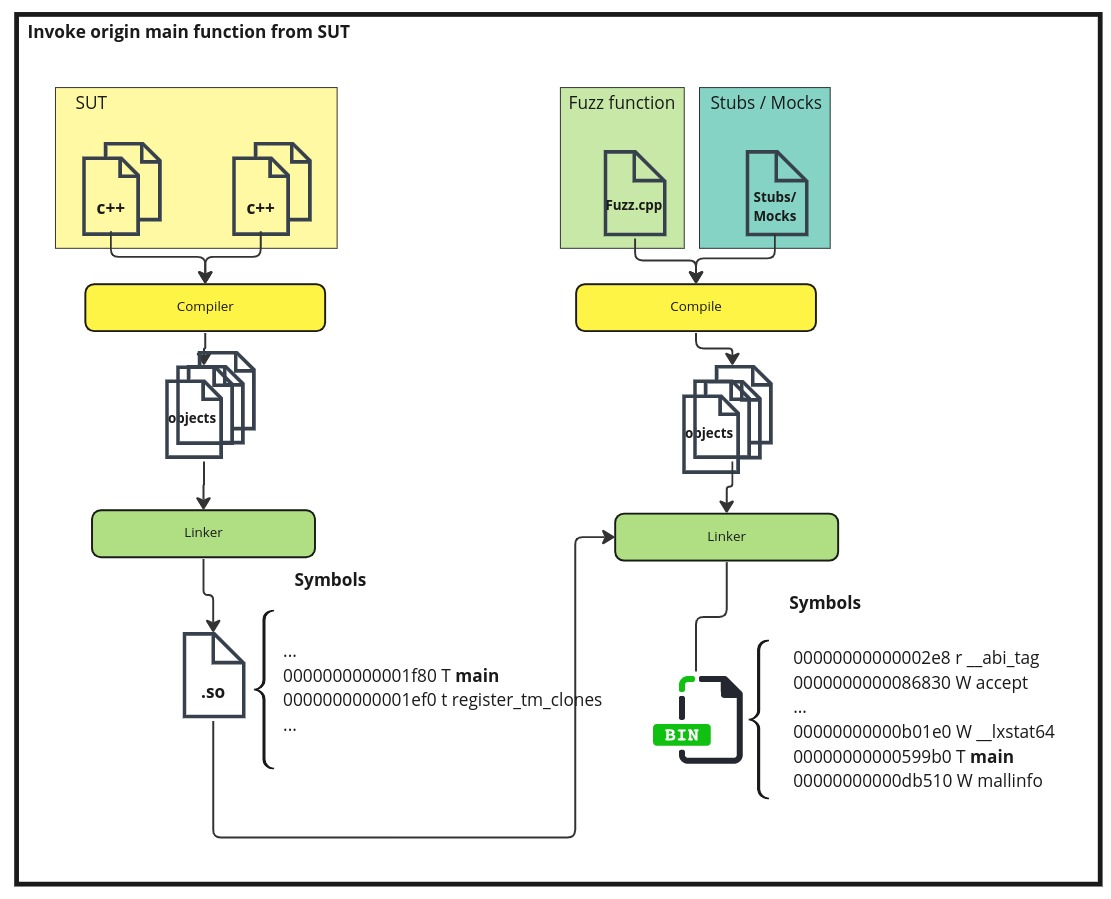 Invoke origin main function from SUT
SUT
c++
c++
Compiler
objects
Linker
Symbols
.so
...
0000000000001f80 T main
0000000000001ef0 t register_tm_clones
...
Fuzz function
Stubs / Mocks
Fuzz.cpp
Stubs/
Mocks
Compile
objects
Linker
Symbols
BIN
00000000000002e8 r __abi_tag
0000000000086830 W accept
...
00000000000b01e0 W __lxstat64
00000000000599b0 T main
00000000000db510 W mallinfo